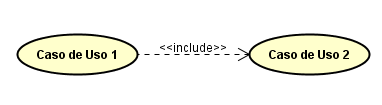 <<include>>
Caso de Uso 1
Caso de Uso 2